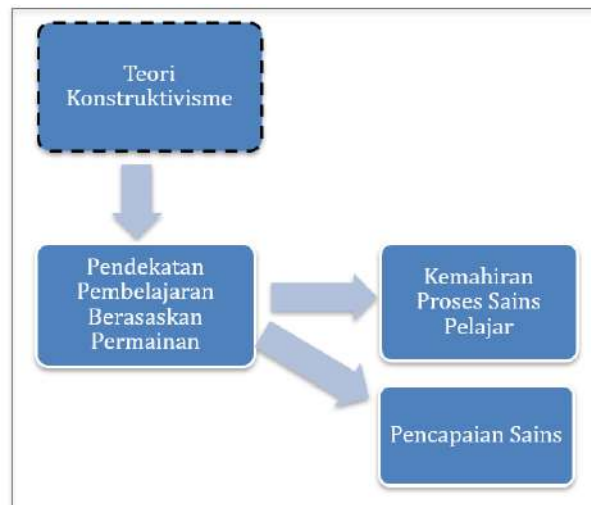 Teori
Konstruktivisme
Pendekatan
Pembelajaran
Berasaskan
Permainan
Kemahiran
Proses Sains
Pelajar
Pencapaian Sains